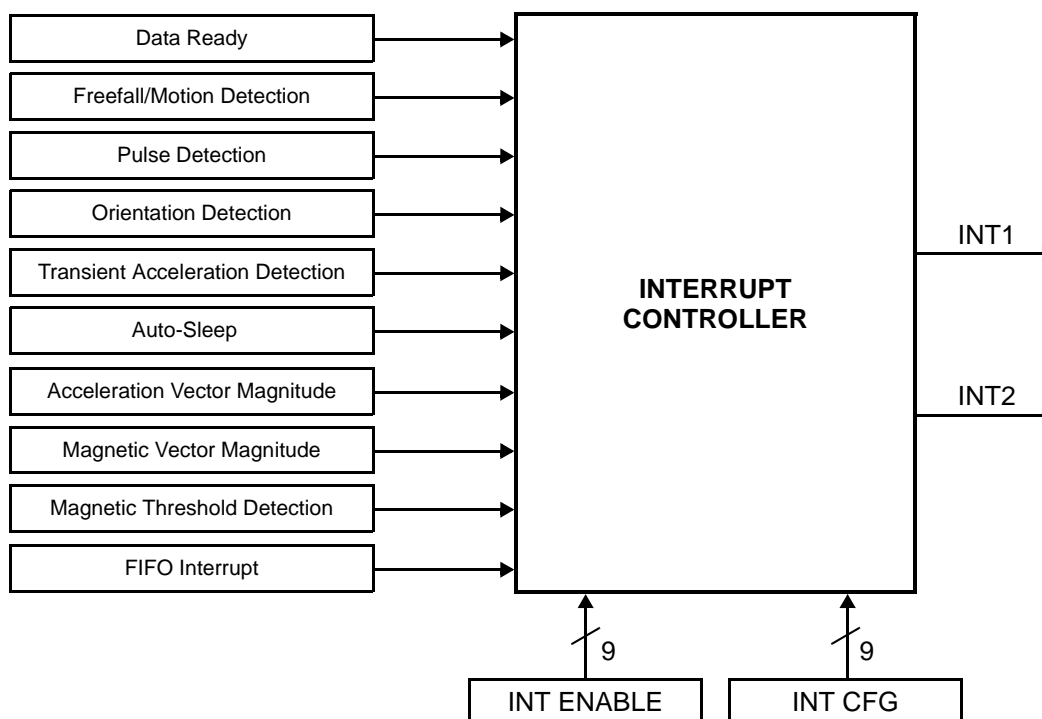 Data Ready
Freefall/Motion Detection
Pulse Detection
Orientation Detection
Transient Acceleration Detection
Auto-Sleep
Acceleration Vector Magnitude
Magnetic Vector Magnitude
Magnetic Threshold Detection
FIFO Interrupt
INTERRUPT
CONTROLLER
INT1
INT2
9
9
INT ENABLE
INT CFG